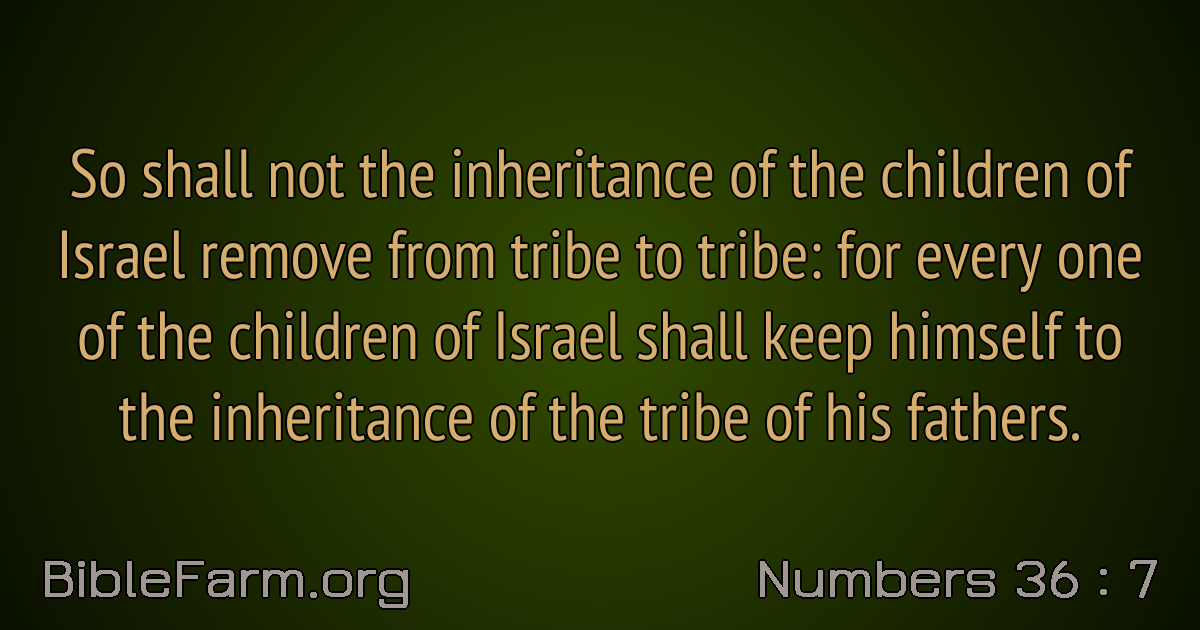 So shall not the inheritance of the children of
Israel remove from tribe to tribe: for every one
of the children of Israel shall keep himself to
the inheritance of the tribe of his fathers.
BibleFarm.org
Numbers 36 : 7